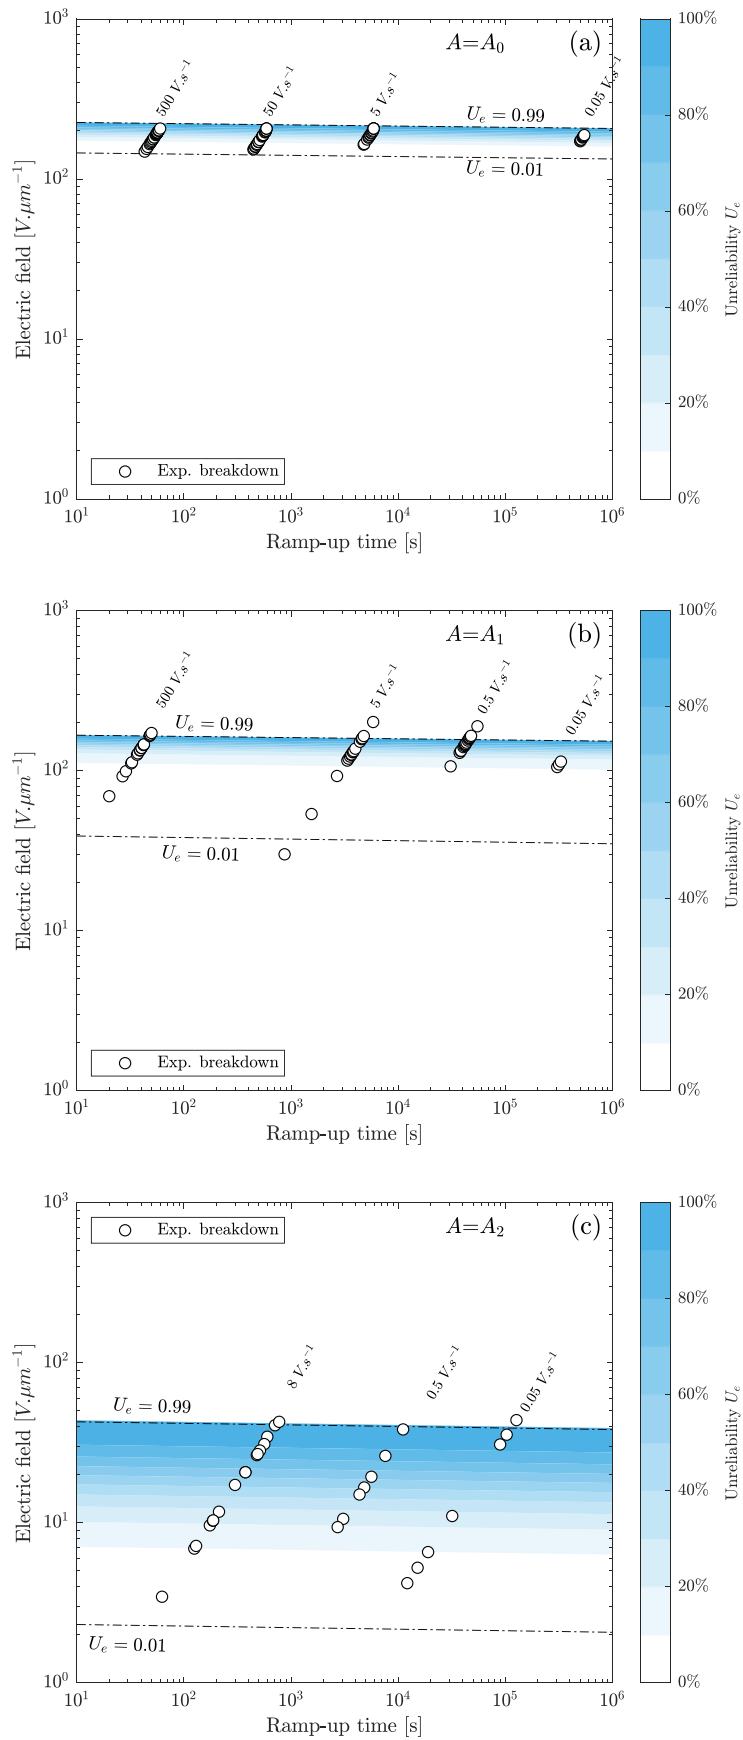 A=A₀ (a)
500 V.s⁻¹
50 V.s⁻¹
5 V.s⁻¹
0.05 V.s⁻¹
Uₑ = 0.99
Uₑ = 0.01
Exp. breakdown
10³
10²
10¹
10⁰
Electric field [V.μm⁻¹]
10¹ 10² 10³ 10⁴ 10⁵ 10⁶
Ramp-up time [s]
100%
80%
60%
40%
20%
0%
Unreliability Uₑ
A=A₁ (b)
500 V.s⁻¹
5 V.s⁻¹
0.5 V.s⁻¹
0.05 V.s⁻¹
Uₑ = 0.99
Uₑ = 0.01
Exp. breakdown
10³
10²
10¹
10⁰
Electric field [V.μm⁻¹]
10¹ 10² 10³ 10⁴ 10⁵ 10⁶
Ramp-up time [s]
100%
80%
60%
40%
20%
0%
Unreliability Uₑ
Exp. breakdown
A=A₂ (c)
8 V.s⁻¹
0.5 V.s⁻¹
0.05 V.s⁻¹
Uₑ = 0.99
Uₑ = 0.01
10³
10²
10¹
10⁰
Electric field [V.μm⁻¹]
10¹ 10² 10³ 10⁴ 10⁵ 10⁶
Ramp-up time [s]
100%
80%
60%
40%
20%
0%
Unreliability Uₑ